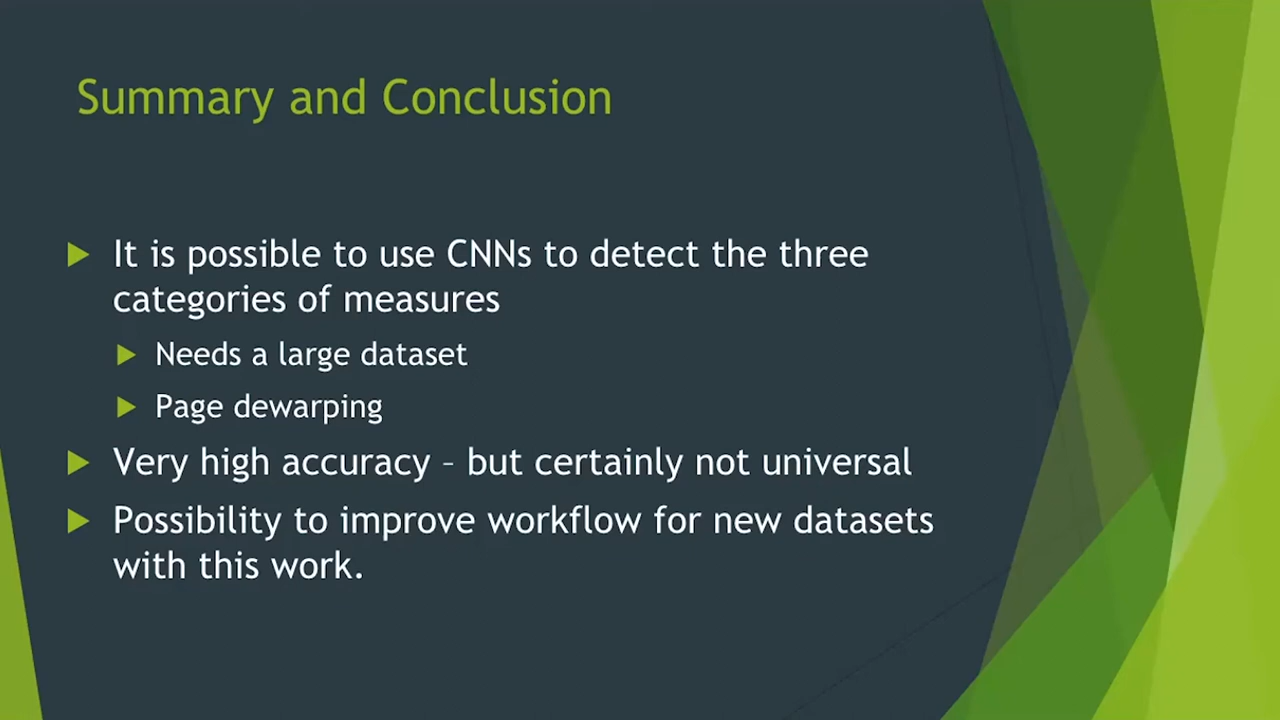 Summary and Conclusion
It is possible to use CNNs to detect the three
categories of measures
Needs a large dataset
Page dewarping
Very high accuracy – but certainly not universal
Possibility to improve workflow for new datasets
with this work.